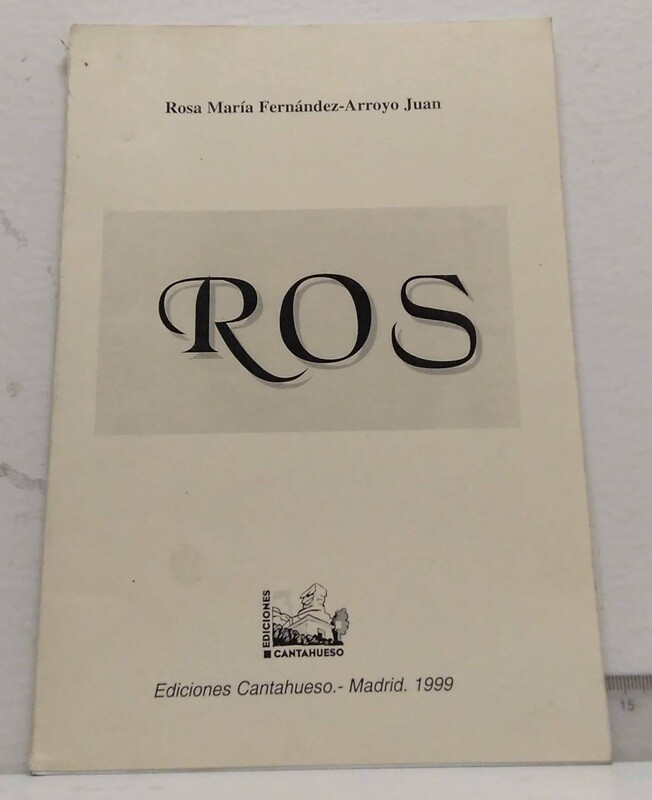 Rosa María Fernández-Arroyo Juan
ROS
EDICIONES
CANTAHUESO
Ediciones Cantahueso.- Madrid. 1999
15